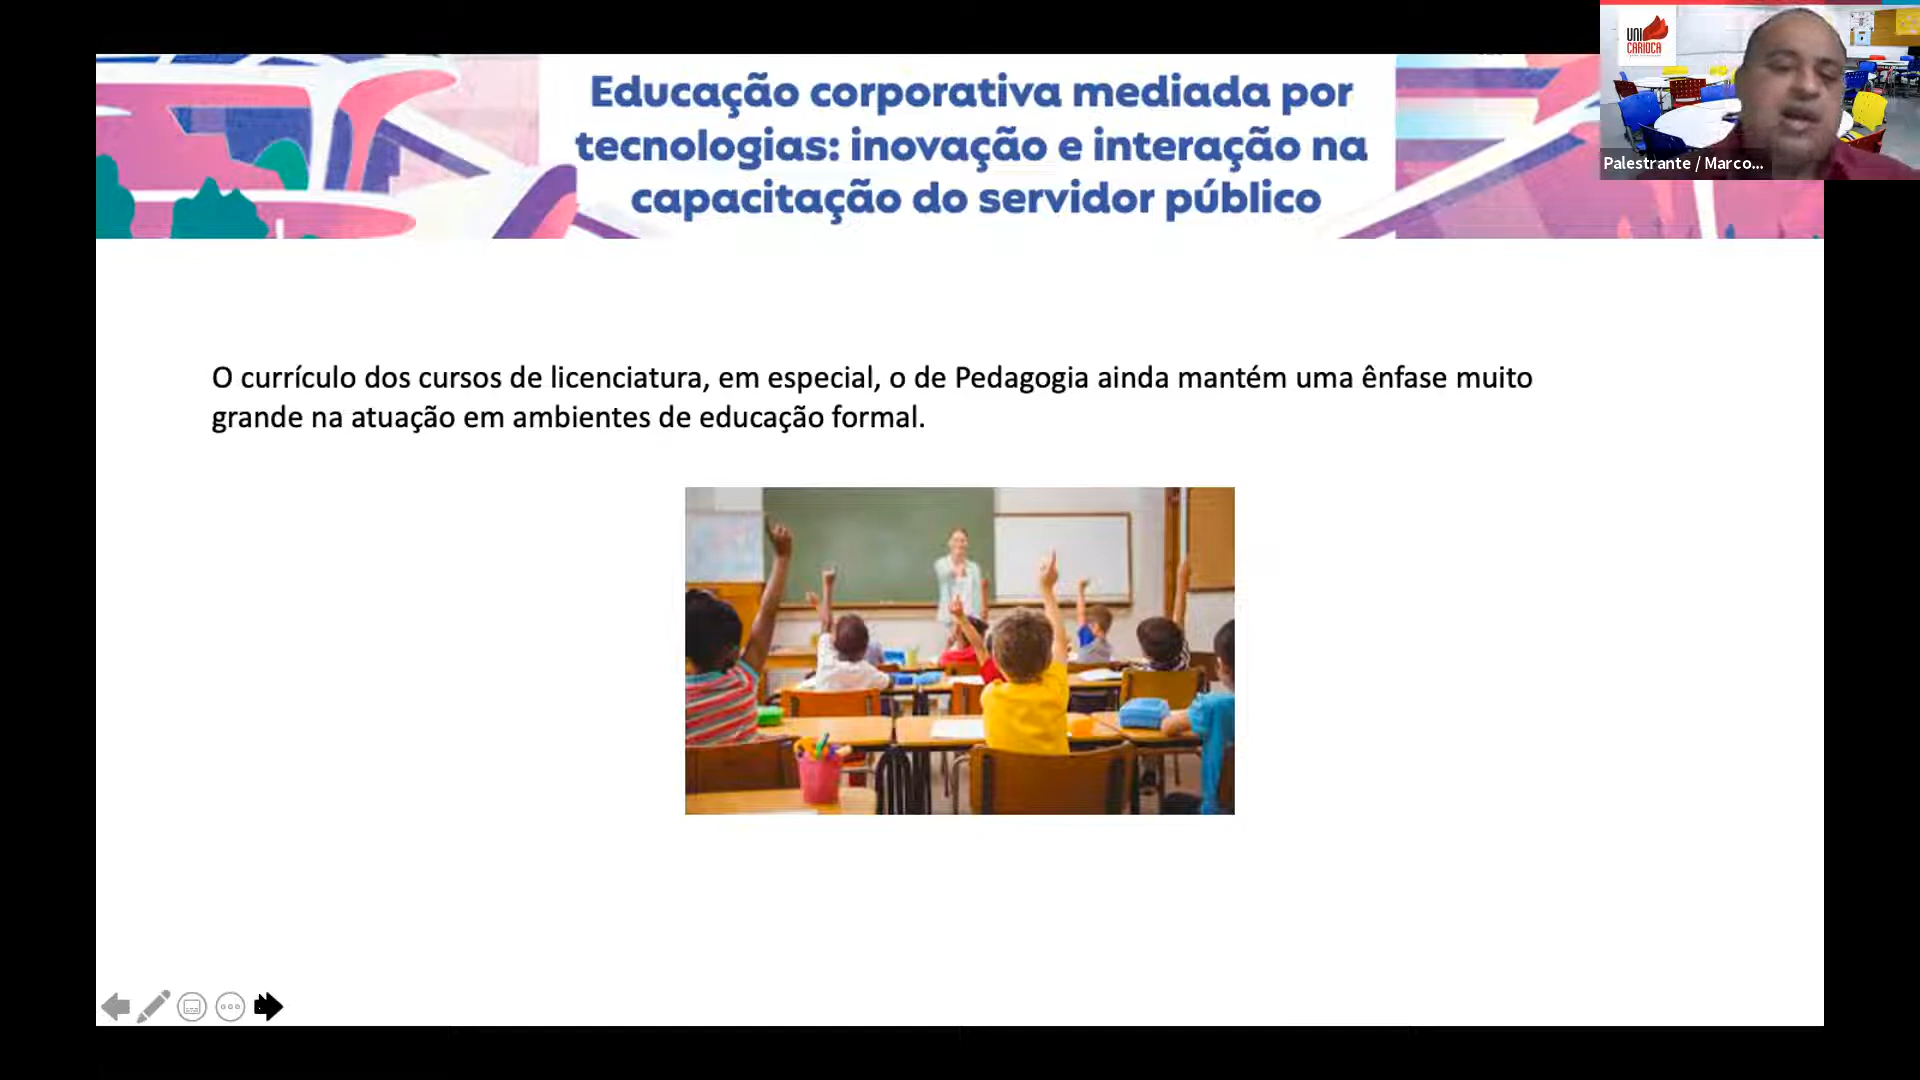 Educação corporativa mediada por
tecnologias: inovação e interação na
capacitação do servidor público
UNI
CARIOCA
Palestrante / Marco...
O currículo dos cursos de licenciatura, em especial, o de Pedagogia ainda mantém uma ênfase muito
grande na atuação em ambientes de educação formal.